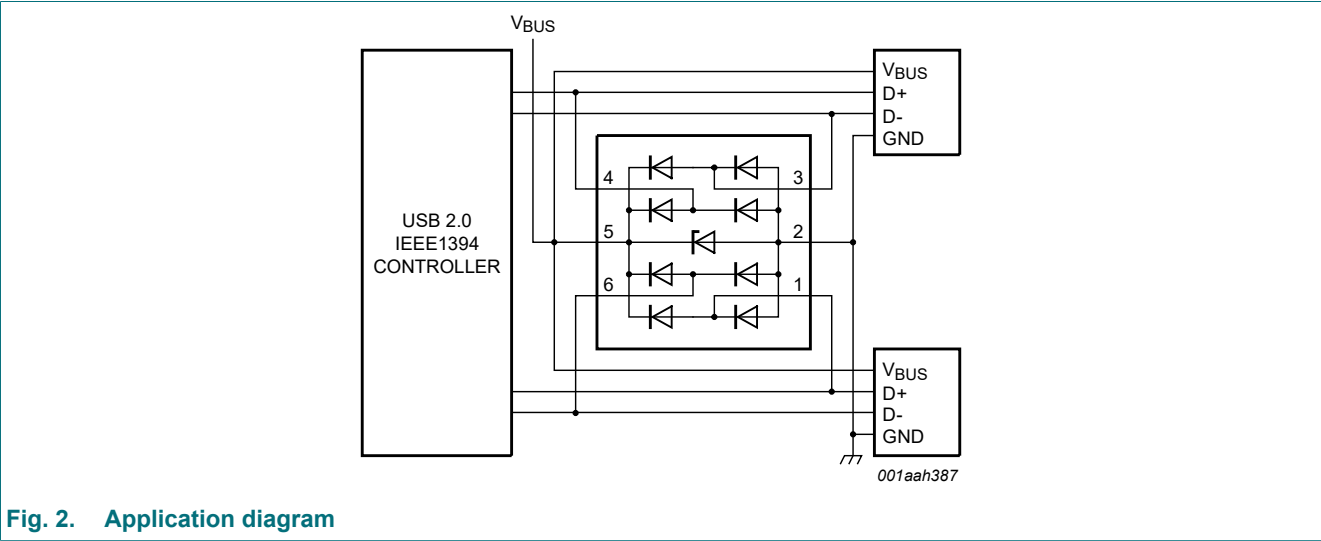 VBUS
VBUS
D+
D-
GND
4
3
USB 2.0
IEEE1394
CONTROLLER
5
2
6
1
VBUS
D+
D-
GND
001aah387
Fig. 2. Application diagram